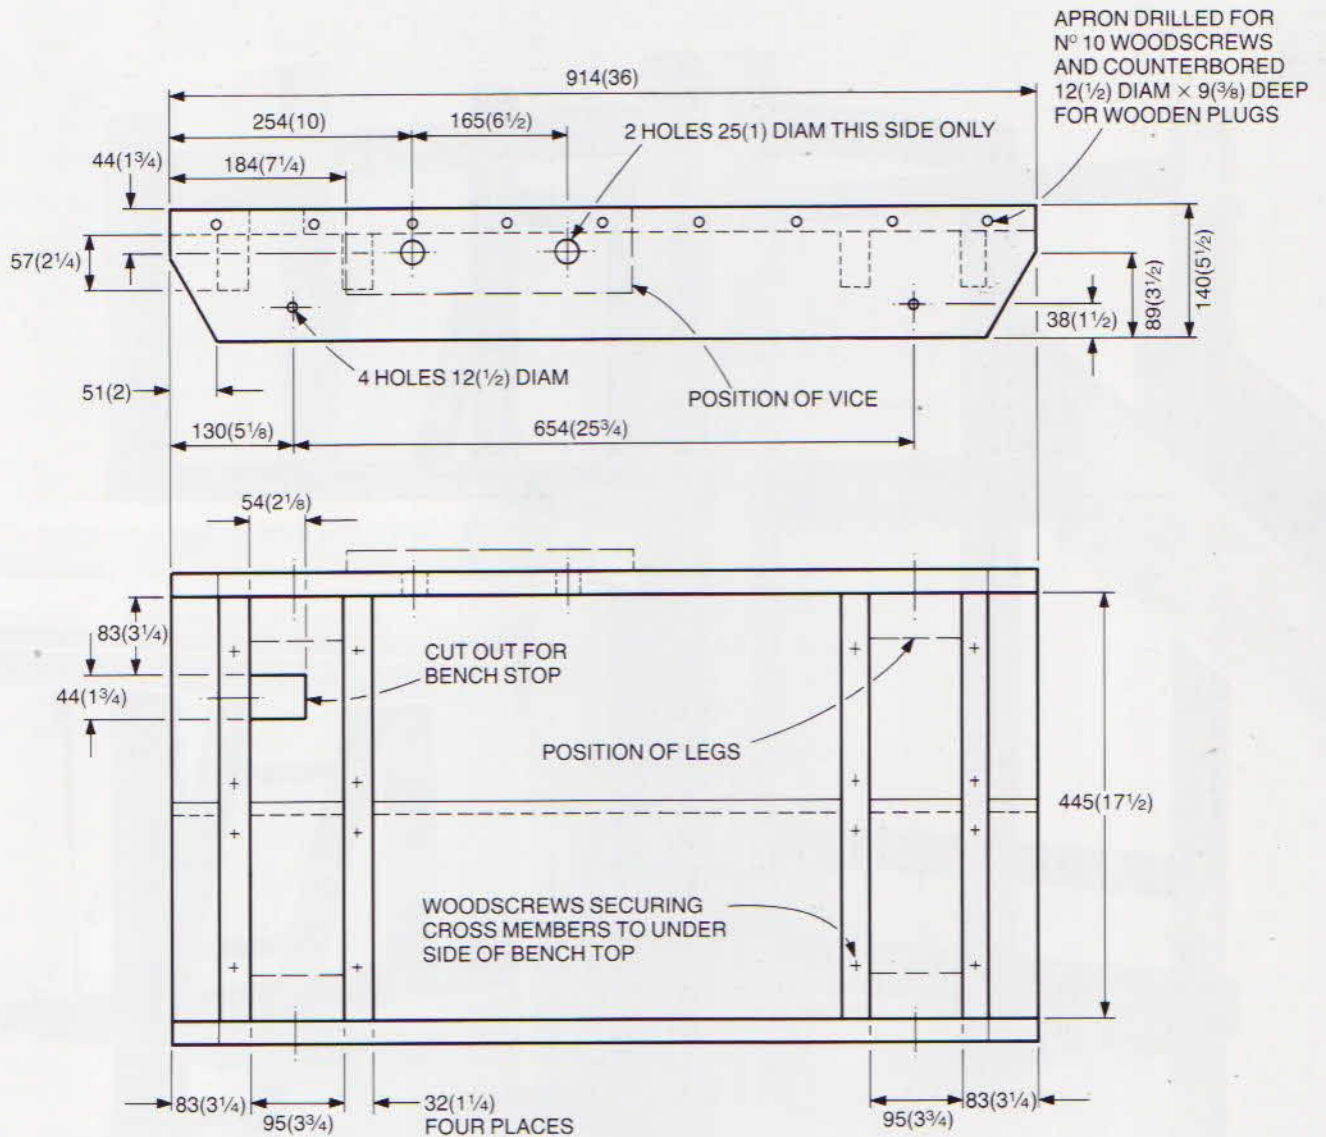 APRON DRILLED FOR
Nº 10 WOODSCREWS
AND COUNTERBORED
12(½) DIAM × 9(⅜) DEEP
FOR WOODEN PLUGS
914(36)
254(10)
165(6½)
2 HOLES 25(1) DIAM THIS SIDE ONLY
44(1¾)
184(7¼)
57(2¼)
140(5½)
89(3½)
38(1½)
4 HOLES 12(½) DIAM
51(2)
POSITION OF VICE
130(5⅛)
654(25¾)
54(2⅛)
83(3¼)
CUT OUT FOR
BENCH STOP
44(1¾)
POSITION OF LEGS
445(17½)
WOODSCREWS SECURING
CROSS MEMBERS TO UNDER
SIDE OF BENCH TOP
83(3¼)
95(3¾)
32(1¼)
FOUR PLACES
95(3¾)
83(3¼)